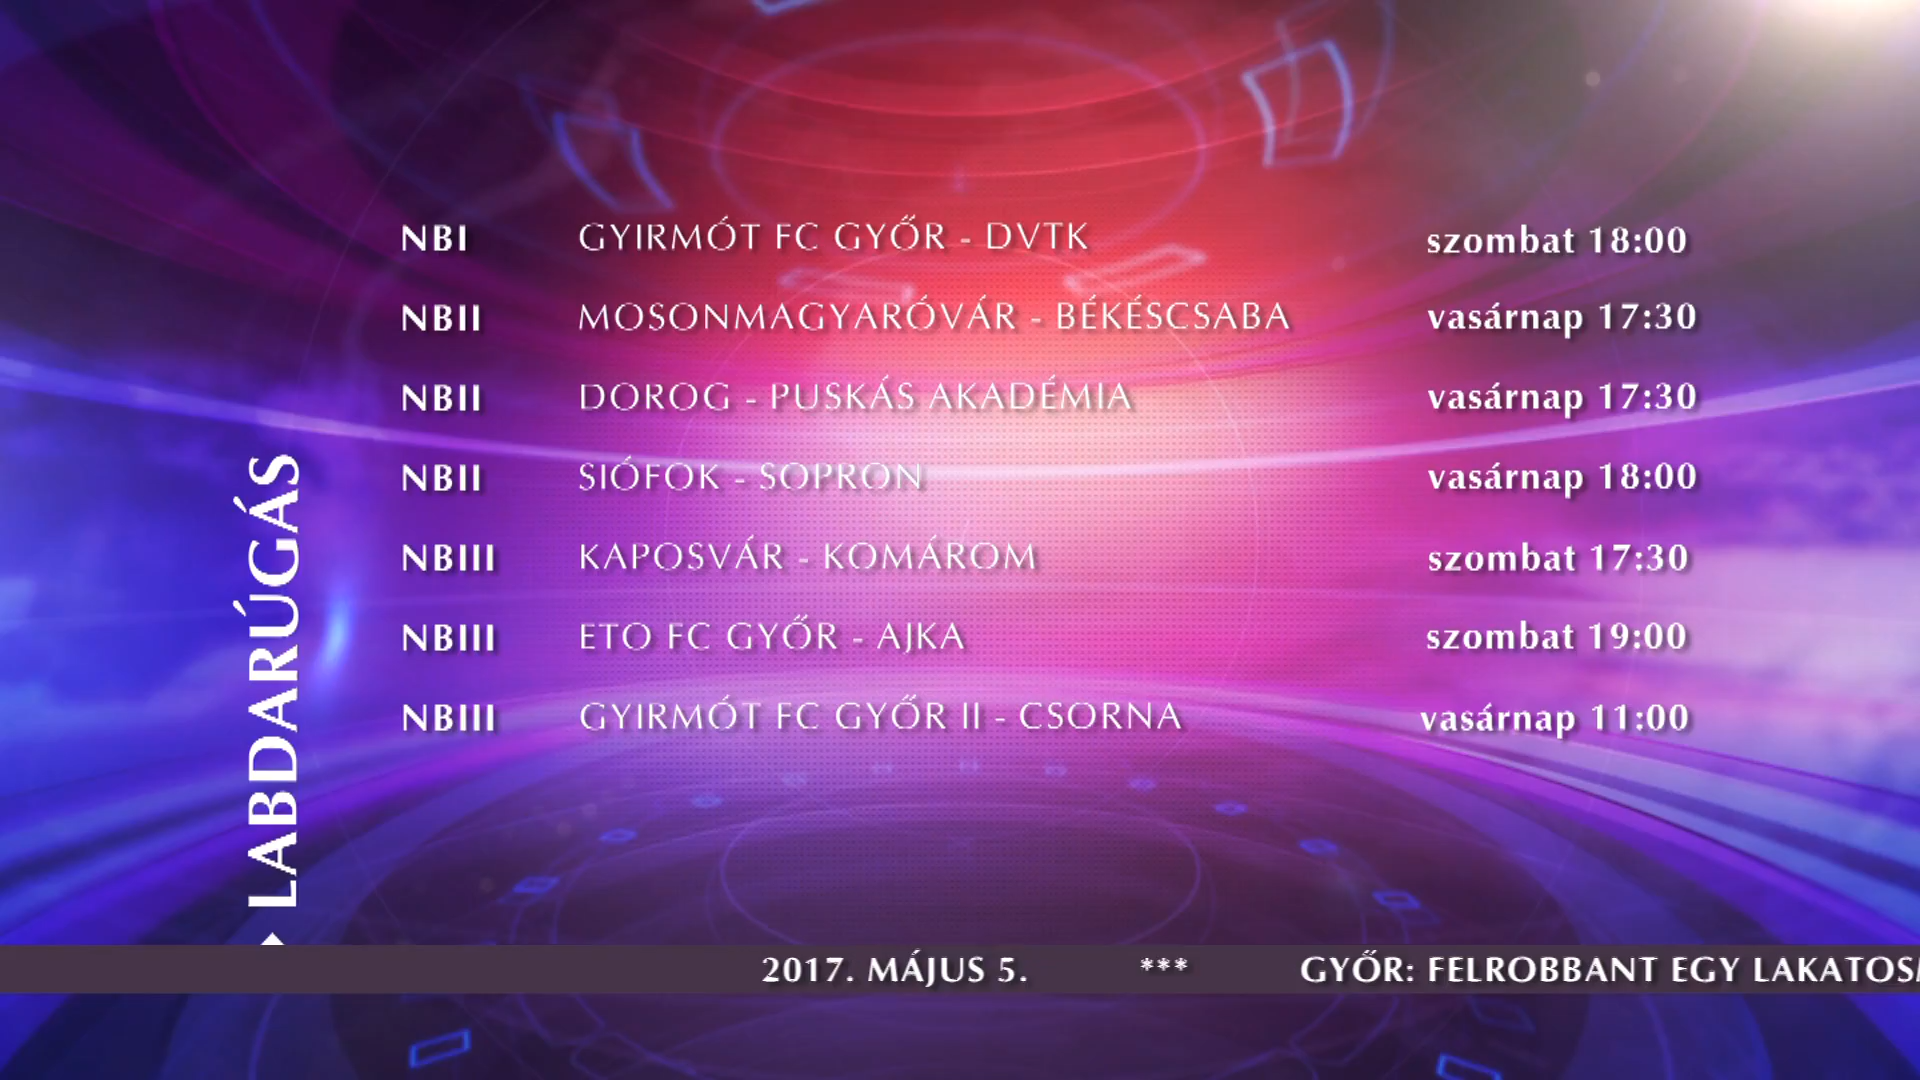 LABDARÚGÁS
NBI GYIRMÓT FC GYŐR - DVTK szombat 18:00
NBII MOSONMAGYARÓVÁR - BÉKÉSCSABA vasárnap 17:30
NBII DOROG - PUSKÁS AKADÉMIA vasárnap 17:30
NBII SIÓFOK - SOPRON vasárnap 18:00
NBIII KAPOSVÁR - KOMÁROM szombat 17:30
NBIII ETO FC GYŐR - AJKA szombat 19:00
NBIII GYIRMÓT FC GYŐR II - CSORNA vasárnap 11:00
2017. MÁJUS 5. *** GYŐR: FELROBBANT EGY